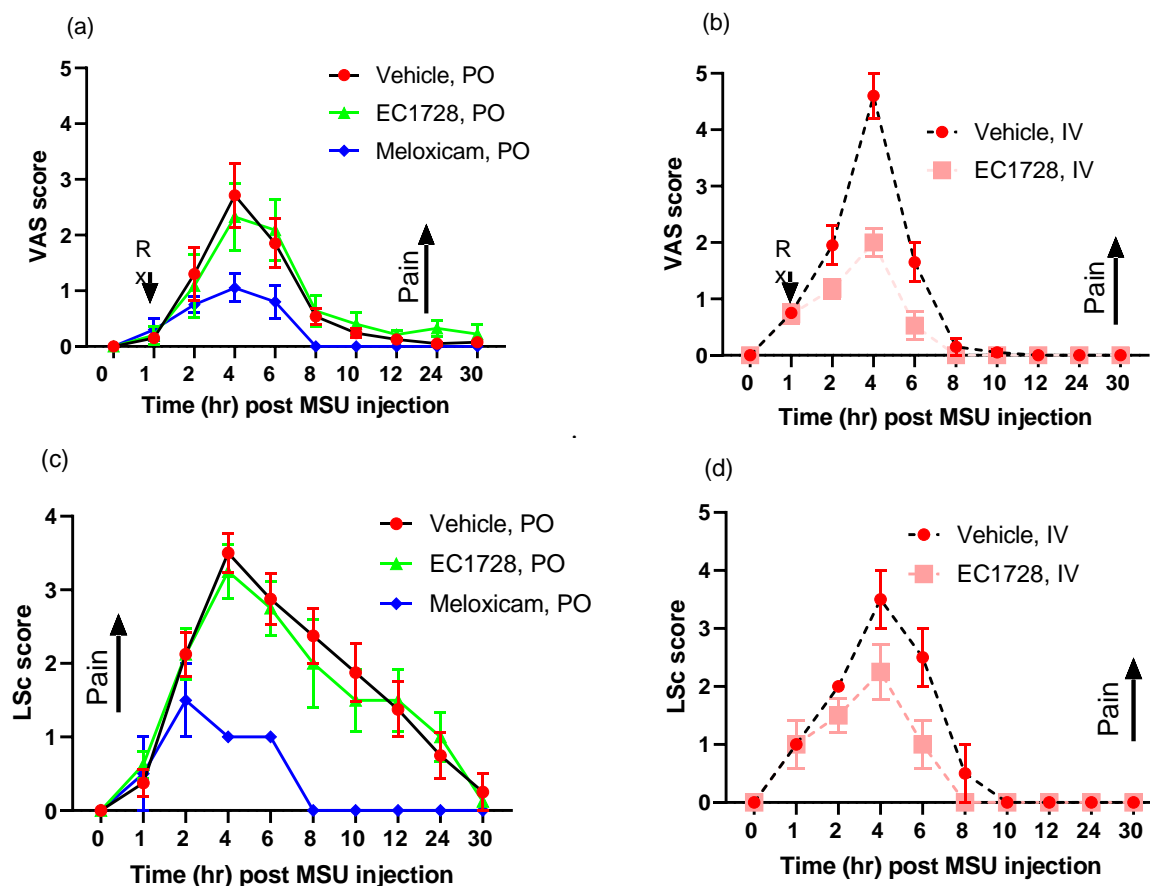 (a)
VAS score
5
4
3
2
1
0
Vehicle, PO
EC1728, PO
Meloxicam, PO
R
x
Pain
0 1 2 4 6 8 10 12 24 30
Time (hr) post MSU injection
(b)
VAS score
5
4
3
2
1
0
Vehicle, IV
EC1728, IV
R
x
Pain
0 1 2 4 6 8 10 12 24 30
Time (hr) post MSU injection
(c)
LSc score
4
3
2
1
0
Vehicle, PO
EC1728, PO
Meloxicam, PO
Pain
0 1 2 4 6 8 10 12 24 30
Time (hr) post MSU injection
(d)
LSc score
5
4
3
2
1
0
Vehicle, IV
EC1728, IV
Pain
0 1 2 4 6 8 10 12 24 30
Time (hr) post MSU injection